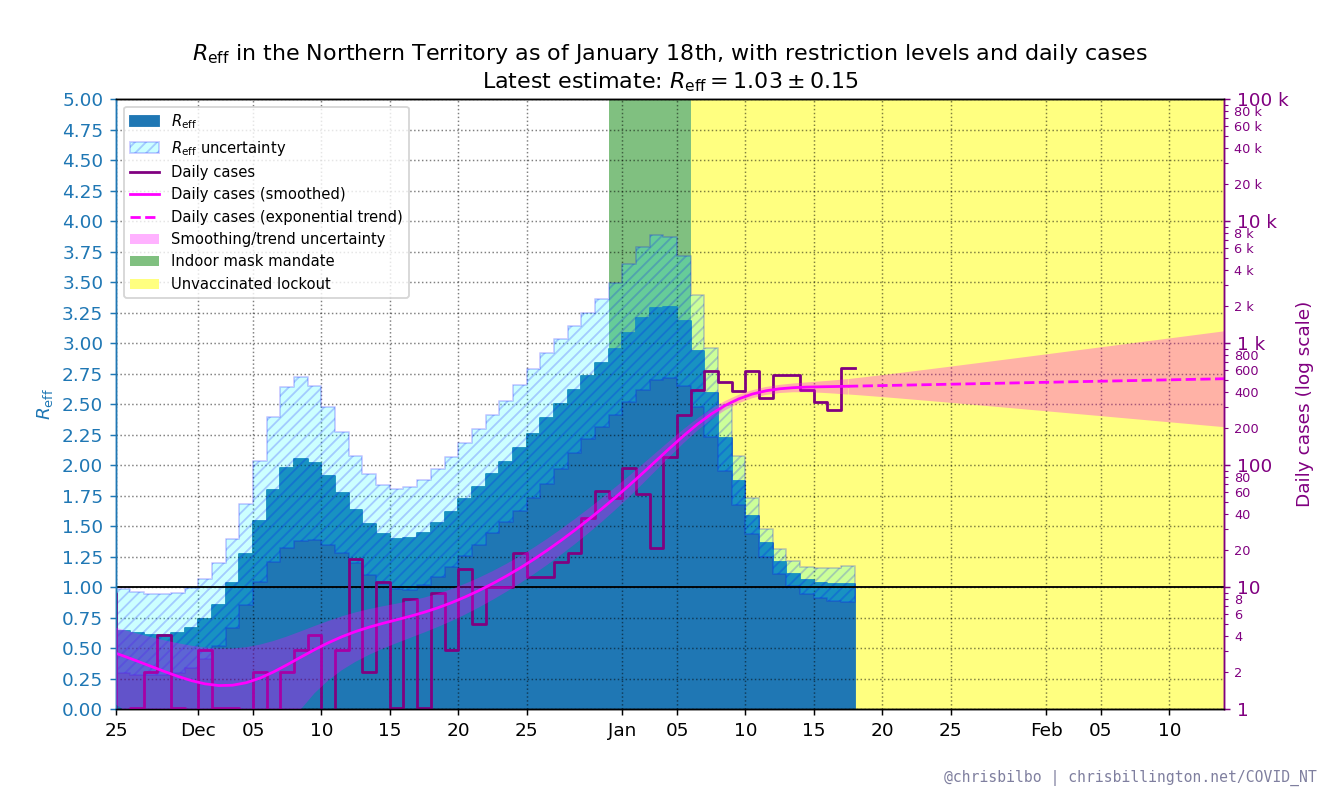 R_eff in the Northern Territory as of January 18th, with restriction levels and daily cases
Latest estimate: R_eff = 1.03 ± 0.15
R_eff
R_eff uncertainty
Daily cases
Daily cases (smoothed)
Daily cases (exponential trend)
Smoothing/trend uncertainty
Indoor mask mandate
Unvaccinated lockout
5.00
4.75
4.50
4.25
4.00
3.75
3.50
3.25
3.00
2.75
2.50
2.25
2.00
1.75
1.50
1.25
1.00
0.75
0.50
0.25
0.00
R_eff
100 k
80 k
60 k
40 k
20 k
10 k
8 k
6 k
4 k
2 k
1 k
800
600
400
200
100
80
60
40
20
10
8
6
4
2
1
Daily cases (log scale)
25 Dec 05 10 15 20 25 Jan 05 10 15 20 25 Feb 05 10
@chrisbilbo | chrisbillington.net/COVID_NT